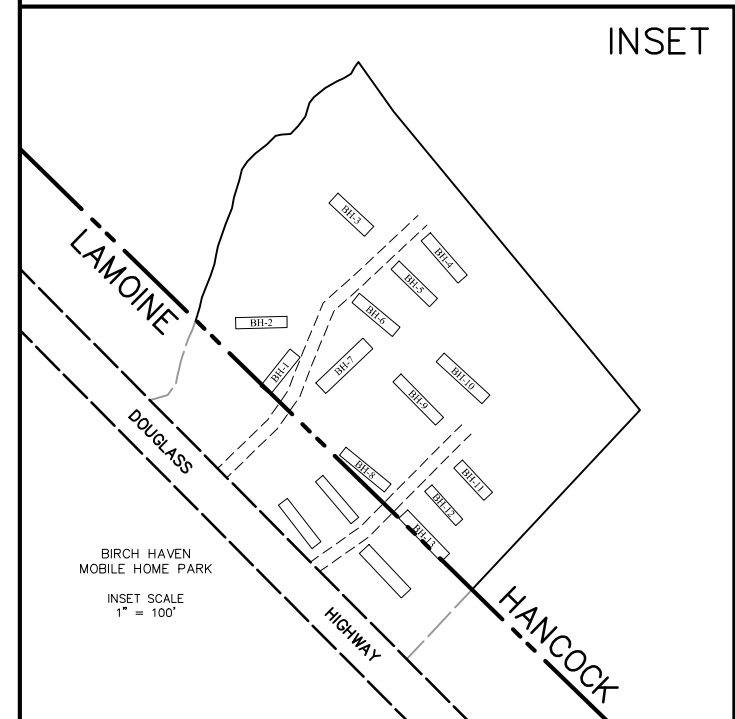 INSET
LAMOINE
BH-3
BH-4
BH-5
BH-6
BH-2
BH-1
BH-7
BH-10
BH-9
BH-8
BH-11
BH-12
BH-13
DOUGLASS
HIGHWAY
HANCOCK
BIRCH HAVEN
MOBILE HOME PARK
INSET SCALE
1" = 100'